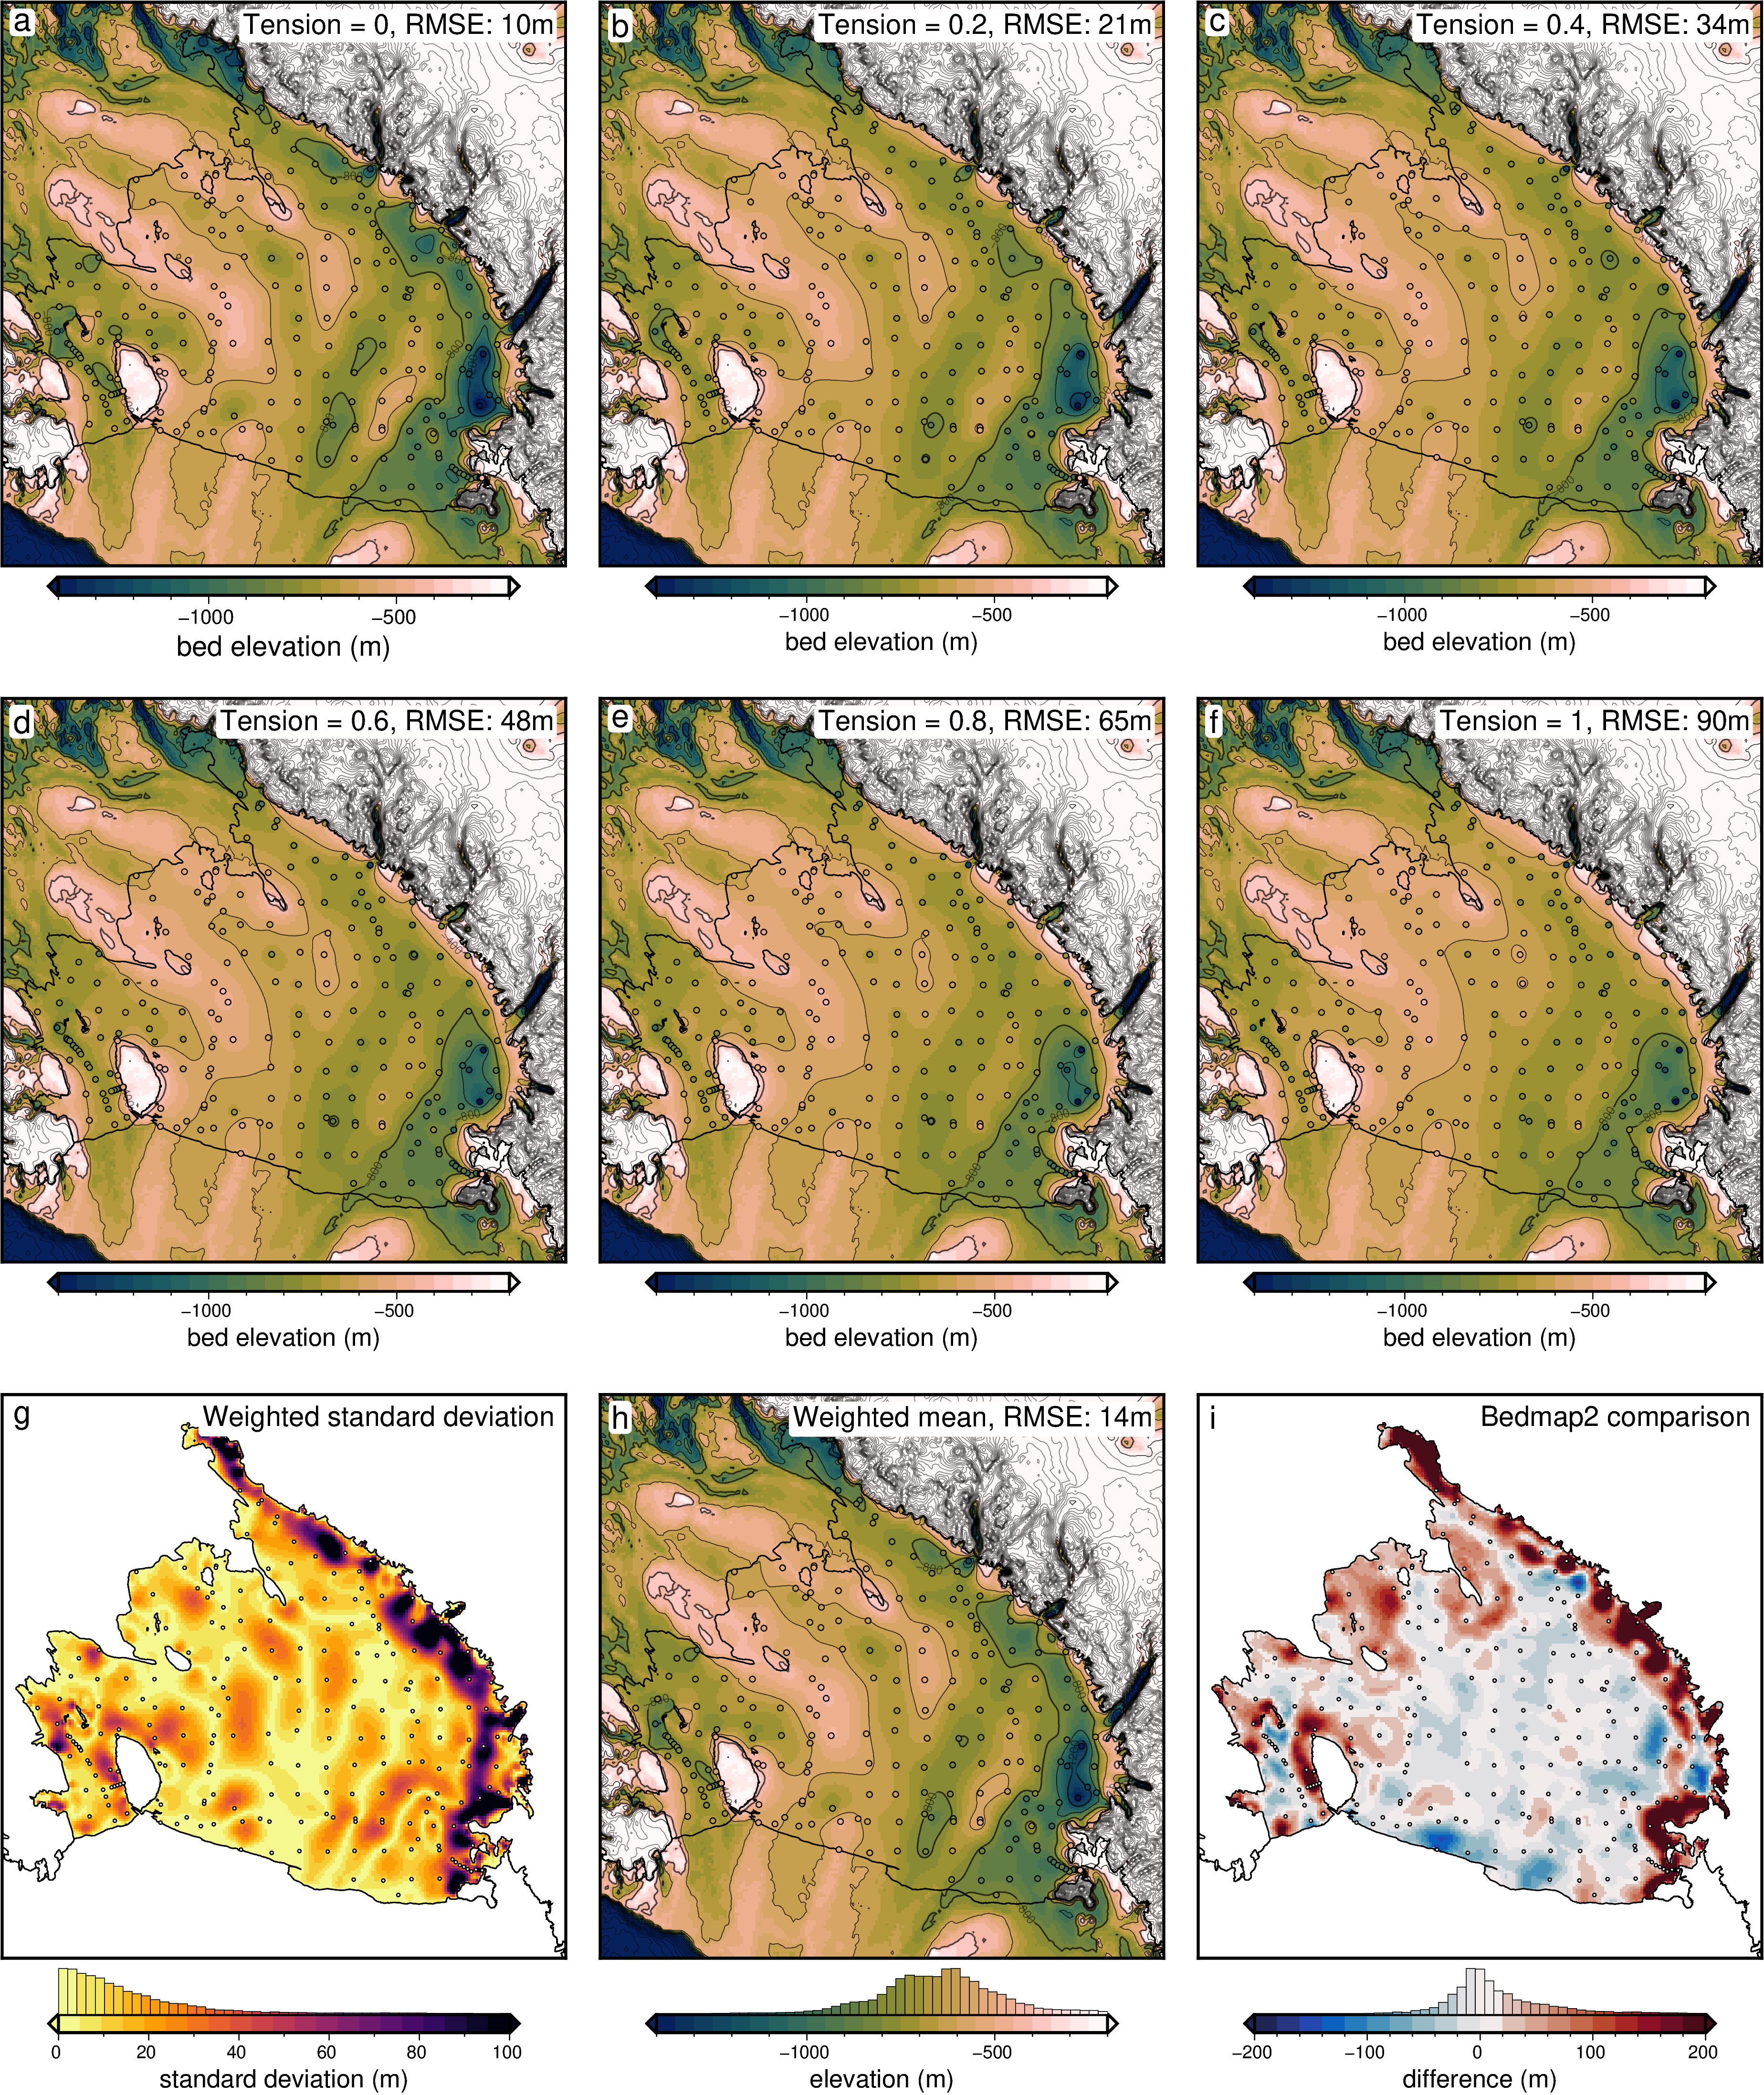 a
Tension = 0, RMSE: 10m
b
Tension = 0.2, RMSE: 21m
c
Tension = 0.4, RMSE: 34m
−1000 −500
bed elevation (m)
−1000 −500
bed elevation (m)
−1000 −500
bed elevation (m)
d
Tension = 0.6, RMSE: 48m
e
Tension = 0.8, RMSE: 65m
f
Tension = 1, RMSE: 90m
−1000 −500
bed elevation (m)
−1000 −500
bed elevation (m)
−1000 −500
bed elevation (m)
g
Weighted standard deviation
h
Weighted mean, RMSE: 14m
i
Bedmap2 comparison
0 20 40 60 80 100
standard deviation (m)
−1000 −500
elevation (m)
−200 −100 0 100 200
difference (m)